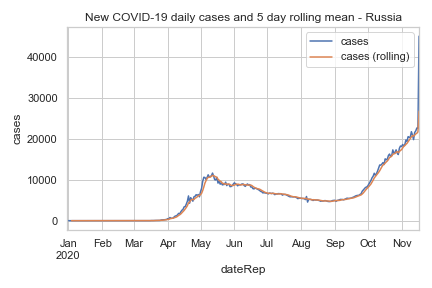 New COVID-19 daily cases and 5 day rolling mean - Russia
cases
cases (rolling)
40000
30000
20000
10000
0
cases
Jan Feb Mar Apr May Jun Jul Aug Sep Oct Nov
2020
dateRep